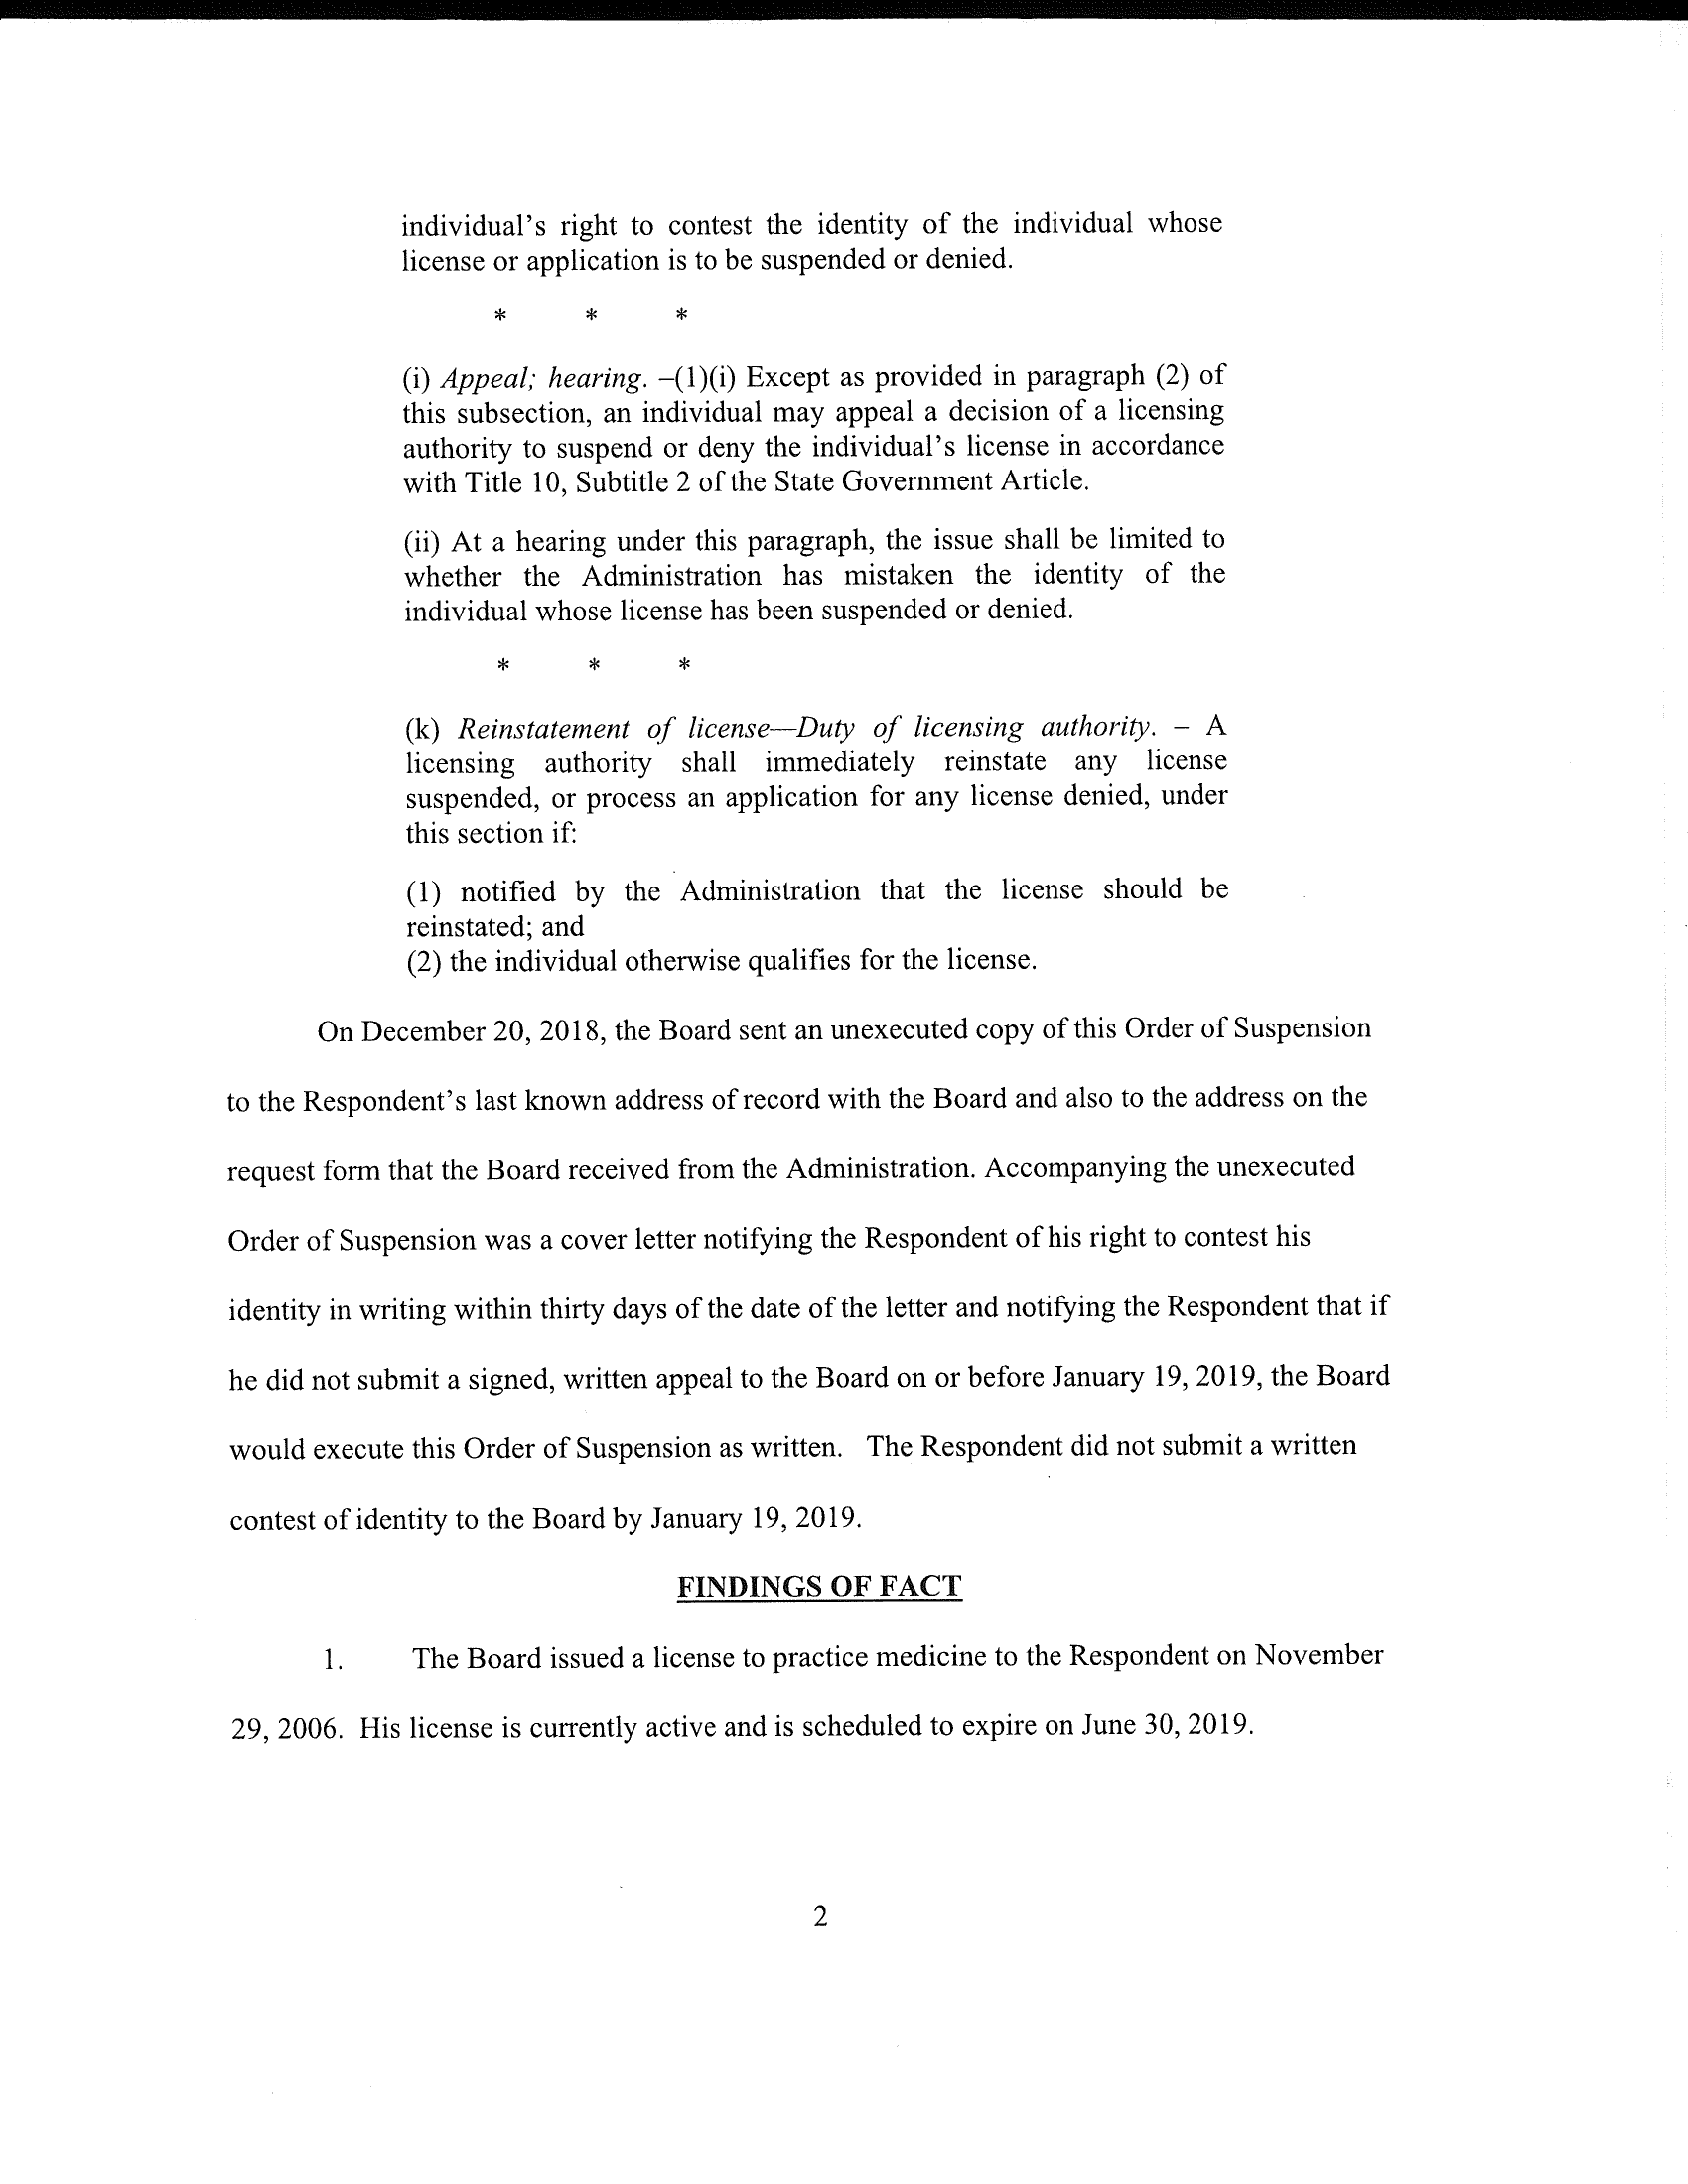 individual's right to contest the identity of the individual whose
license or application is to be suspended or denied.
* * *
(i) Appeal; hearing. –(1)(i) Except as provided in paragraph (2) of
this subsection, an individual may appeal a decision of a licensing
authority to suspend or deny the individual's license in accordance
with Title 10, Subtitle 2 of the State Government Article.
(ii) At a hearing under this paragraph, the issue shall be limited to
whether the Administration has mistaken the identity of the
individual whose license has been suspended or denied.
* * *
(k) Reinstatement of license—Duty of licensing authority. – A
licensing authority shall immediately reinstate any license
suspended, or process an application for any license denied, under
this section if:
(1) notified by the Administration that the license should be
reinstated; and
(2) the individual otherwise qualifies for the license.
On December 20, 2018, the Board sent an unexecuted copy of this Order of Suspension
to the Respondent's last known address of record with the Board and also to the address on the
request form that the Board received from the Administration. Accompanying the unexecuted
Order of Suspension was a cover letter notifying the Respondent of his right to contest his
identity in writing within thirty days of the date of the letter and notifying the Respondent that if
he did not submit a signed, written appeal to the Board on or before January 19, 2019, the Board
would execute this Order of Suspension as written. The Respondent did not submit a written
contest of identity to the Board by January 19, 2019.
FINDINGS OF FACT
1. The Board issued a license to practice medicine to the Respondent on November
29, 2006. His license is currently active and is scheduled to expire on June 30, 2019.
2